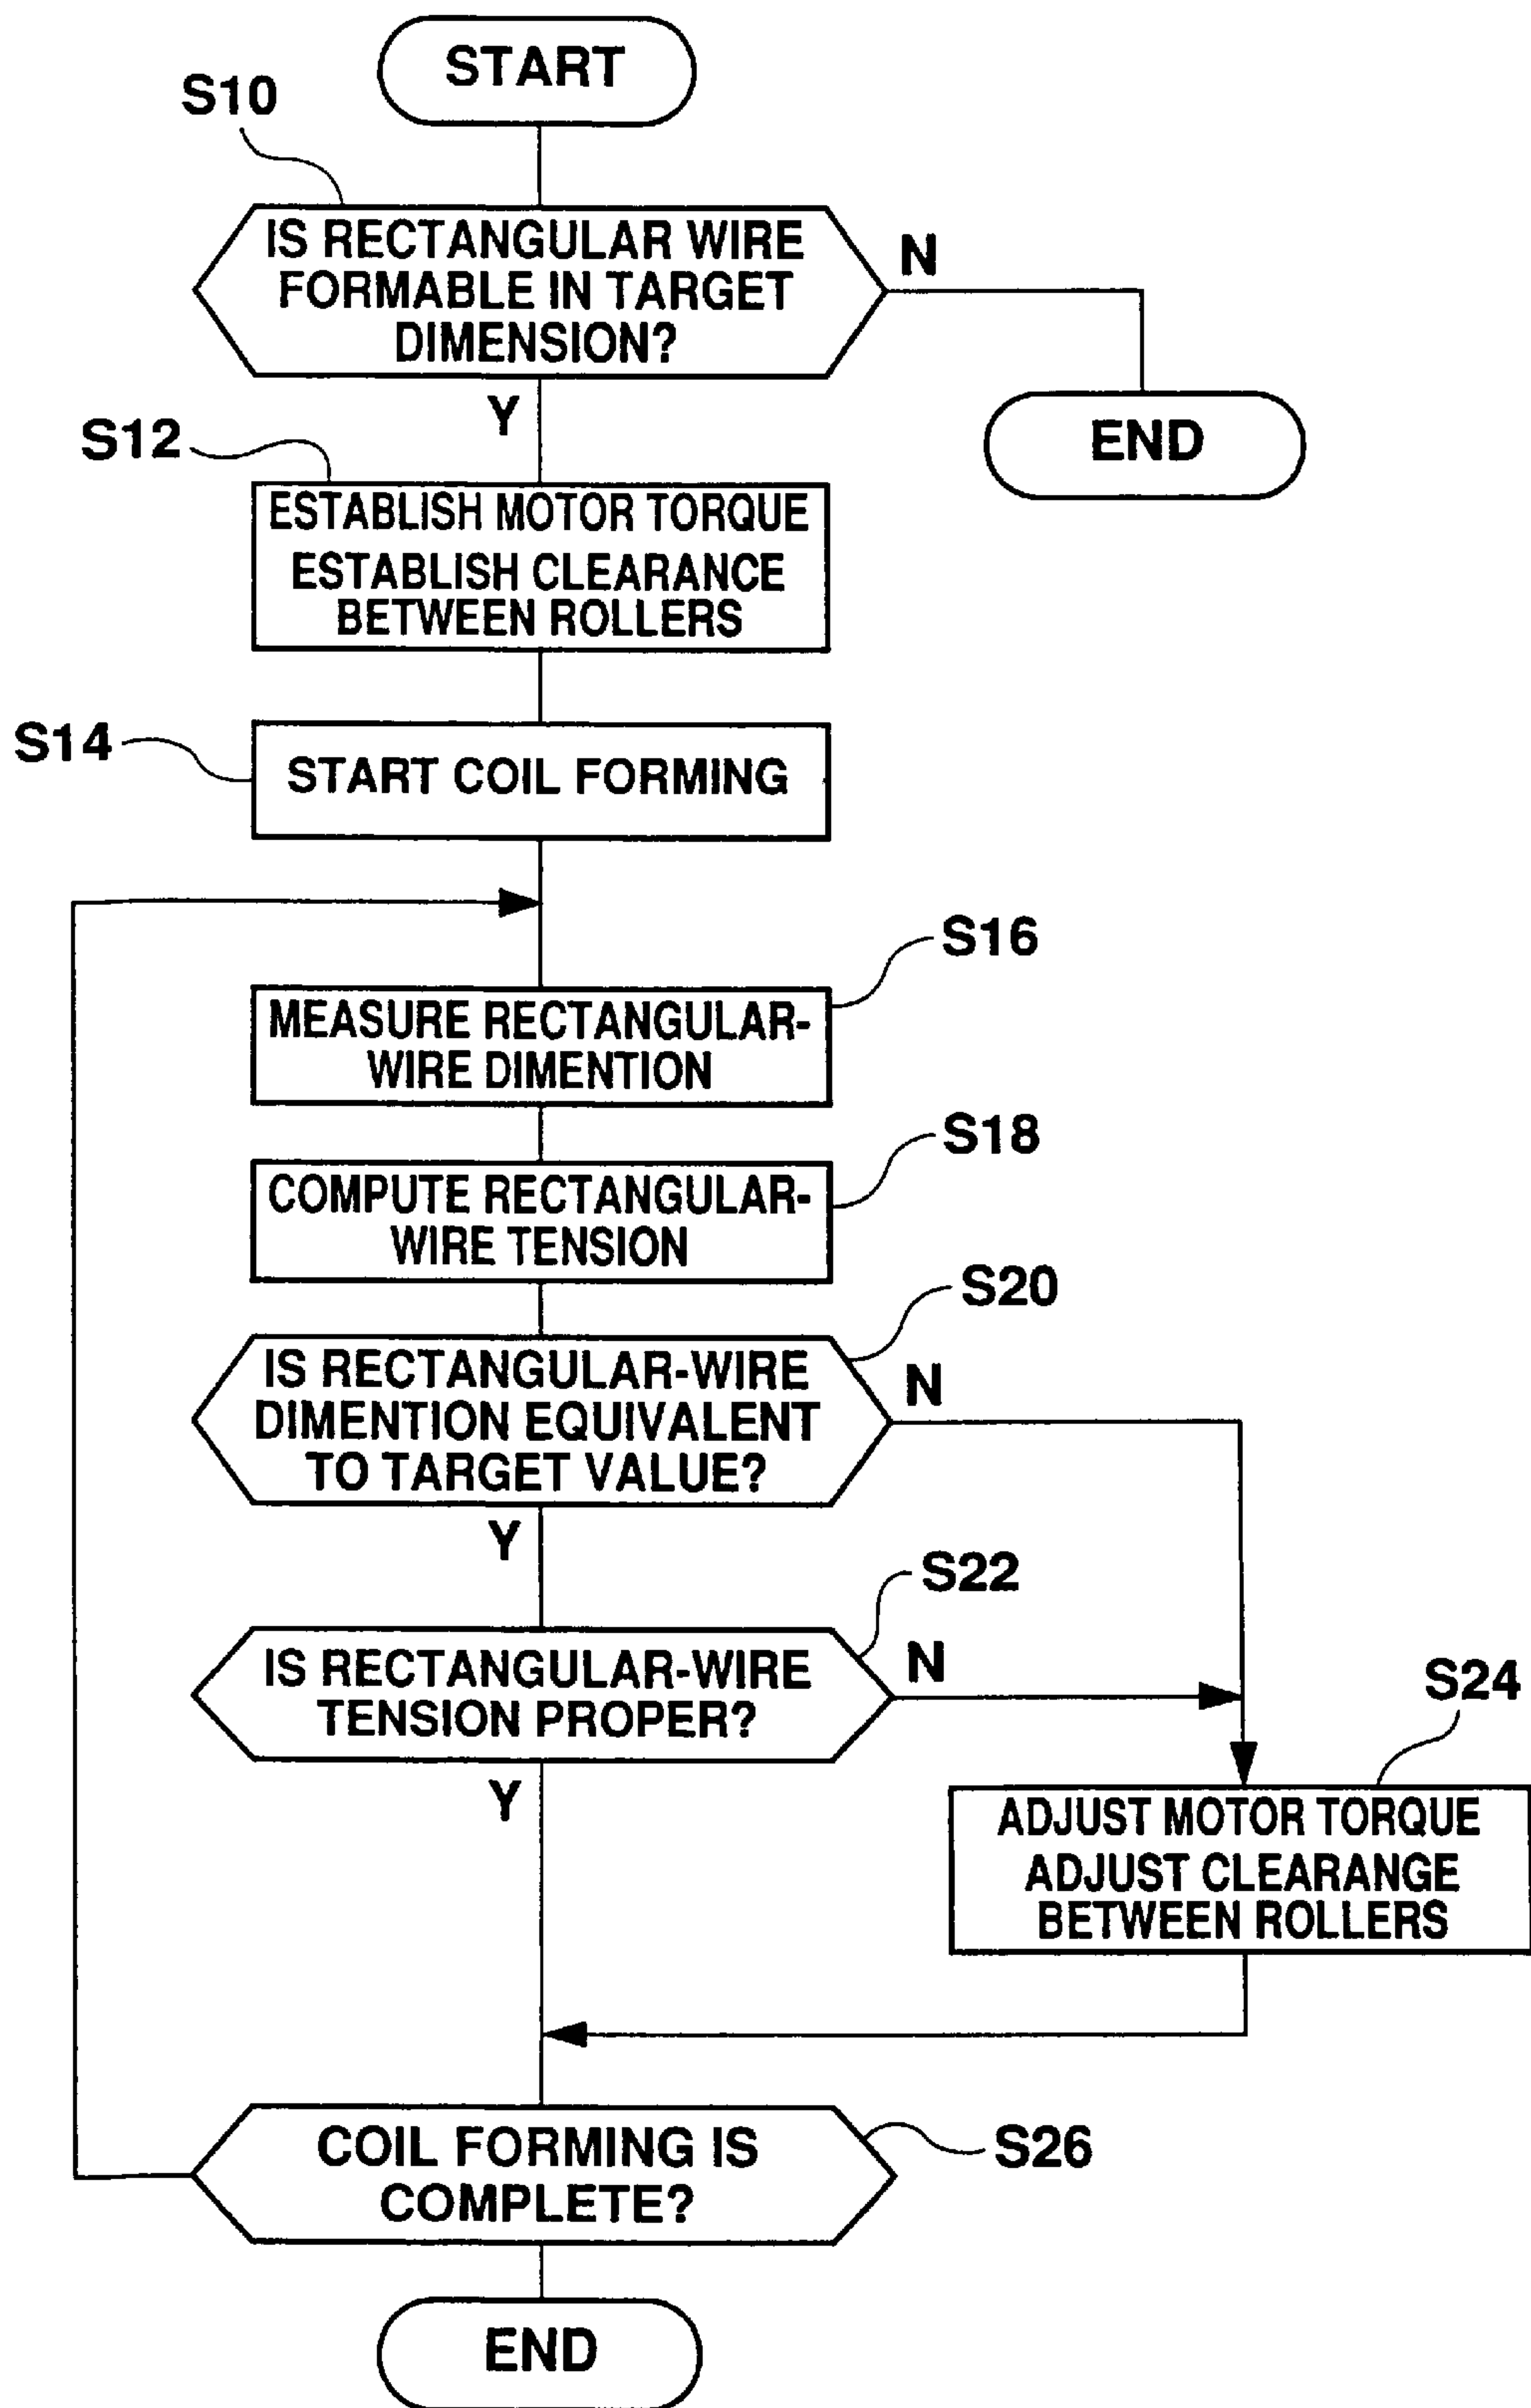 START
S10
IS RECTANGULAR WIRE
FORMABLE IN TARGET
DIMENSION?
N
END
Y
S12
ESTABLISH MOTOR TORQUE
ESTABLISH CLEARANCE
BETWEEN ROLLERS
S14
START COIL FORMING
S16
MEASURE RECTANGULAR-
WIRE DIMENTION
S18
COMPUTE RECTANGULAR-
WIRE TENSION
S20
IS RECTANGULAR-WIRE
DIMENTION EQUIVALENT
TO TARGET VALUE?
N
Y
S22
IS RECTANGULAR-WIRE
TENSION PROPER?
N
Y
S24
ADJUST MOTOR TORQUE
ADJUST CLEARANGE
BETWEEN ROLLERS
S26
COIL FORMING IS
COMPLETE?
END